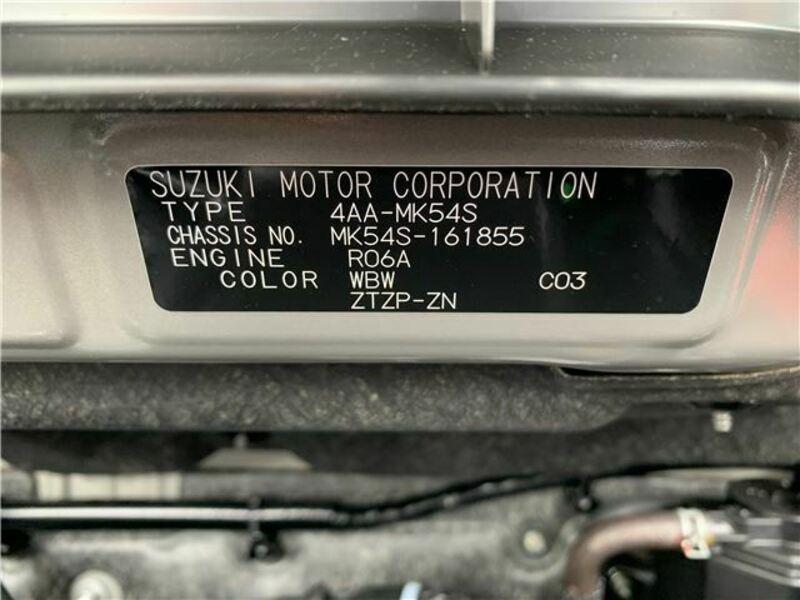 SUZUKI MOTOR CORPORATION
TYPE 4AA-MK54S
CHASSIS NO. MK54S-161855
ENGINE R06A
COLOR WBW C03
ZTZP-ZN